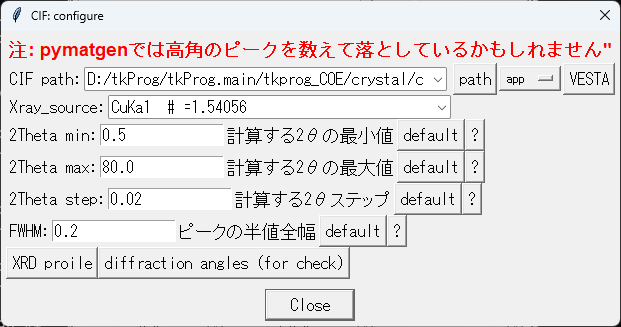 CIF: configure
注: pymatgenでは高角のピークを数えて落としているかもしれません"
CIF path: D:/tkProg/tkProg.main/tkprog_COE/crystal/c path app VESTA
Xray_source: CuKa1 # =1.54056
2Theta min: 0.5 計算する2θの最小値 default ?
2Theta max: 80.0 計算する2θの最大値 default ?
2Theta step: 0.02 計算する2θステップ default ?
FWHM: 0.2 ピークの半値全幅 default ?
XRD proile diffraction angles (for check)
Close